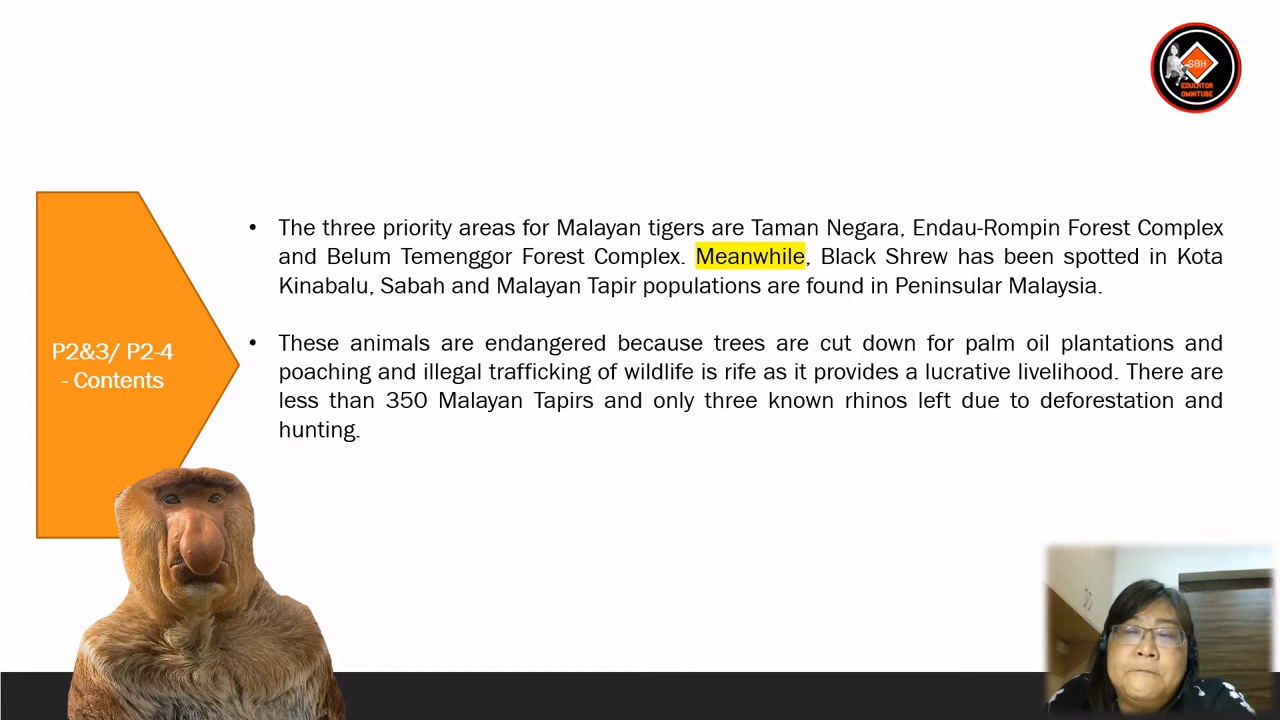 GBH
EDUCATOR
OMNITUBE
• The three priority areas for Malayan tigers are Taman Negara, Endau-Rompin Forest Complex
and Belum Temenggor Forest Complex. Meanwhile, Black Shrew has been spotted in Kota
Kinabalu, Sabah and Malayan Tapir populations are found in Peninsular Malaysia.
P2&3/ P2-4
- Contents
• These animals are endangered because trees are cut down for palm oil plantations and
poaching and illegal trafficking of wildlife is rife as it provides a lucrative livelihood. There are
less than 350 Malayan Tapirs and only three known rhinos left due to deforestation and
hunting.